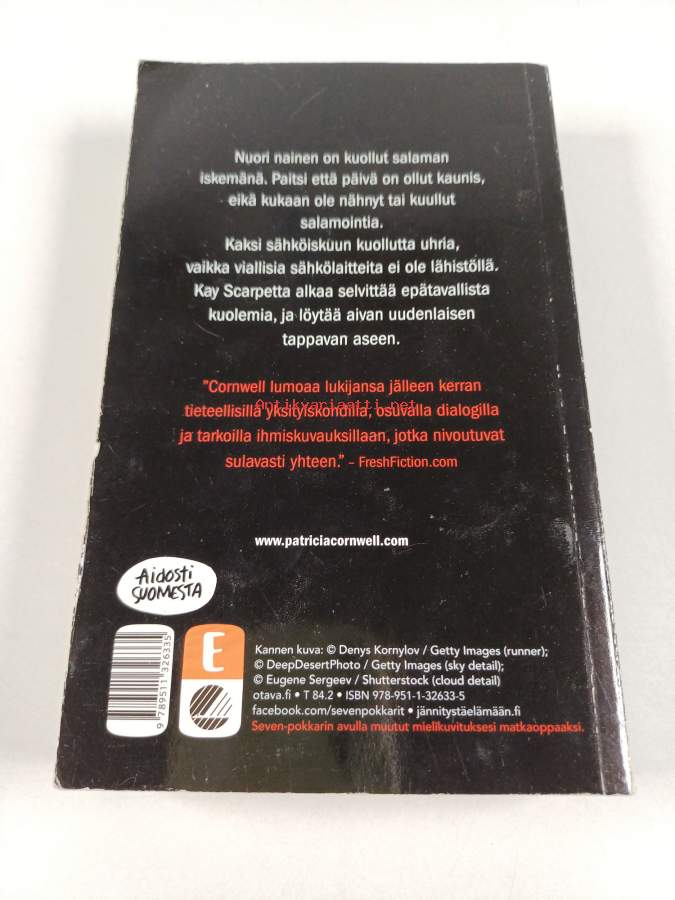 Nuori nainen on kuollut salaman
iskemänä. Paitsi että päivä on ollut kaunis,
eikä kukaan ole nähnyt tai kuullut
salamointia.
Kaksi sähköiskuun kuollutta uhria,
vaikka viallisia sähkölaitteita ei ole lähistöllä.
Kay Scarpetta alkaa selvittää epätavallista
kuolemia, ja löytää aivan uudenlaisen
tappavan aseen.
"Cornwell lumoaa lukijansa jälleen kerran
Antikvariaatti.net
tieteellisillä yksityiskohdilla, osuvalla dialogilla
ja tarkoilla ihmiskuvauksillaan, jotka nivoutuvat
sulavasti yhteen." – FreshFiction.com
www.patriciacornwell.com
Aidosti
SUOMESTA
E
9 789511 326335
Kannen kuva: © Denys Kornylov / Getty Images (runner);
© DeepDesertPhoto / Getty Images (sky detail);
© Eugene Sergeev / Shutterstock (cloud detail)
otava.fi • T 84.2 • ISBN 978-951-1-32633-5
facebook.com/sevenpokkarit • jännitystäelämään.fi
Seven-pokkarin avulla muutut mielikuvituksesi matkaoppaaksi.